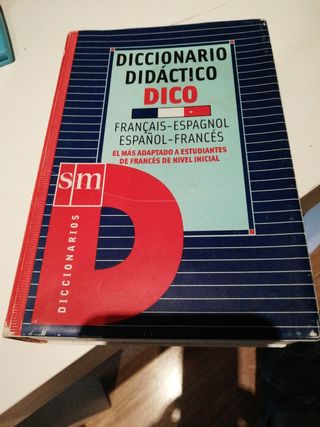 DICCIONARIO
DIDÁCTICO
DICO
FRANÇAIS-ESPAGNOL
ESPAÑOL-FRANCÉS
EL MÁS ADAPTADO A ESTUDIANTES
DE FRANCÉS DE NIVEL INICIAL
sm
DICCIONARIOS